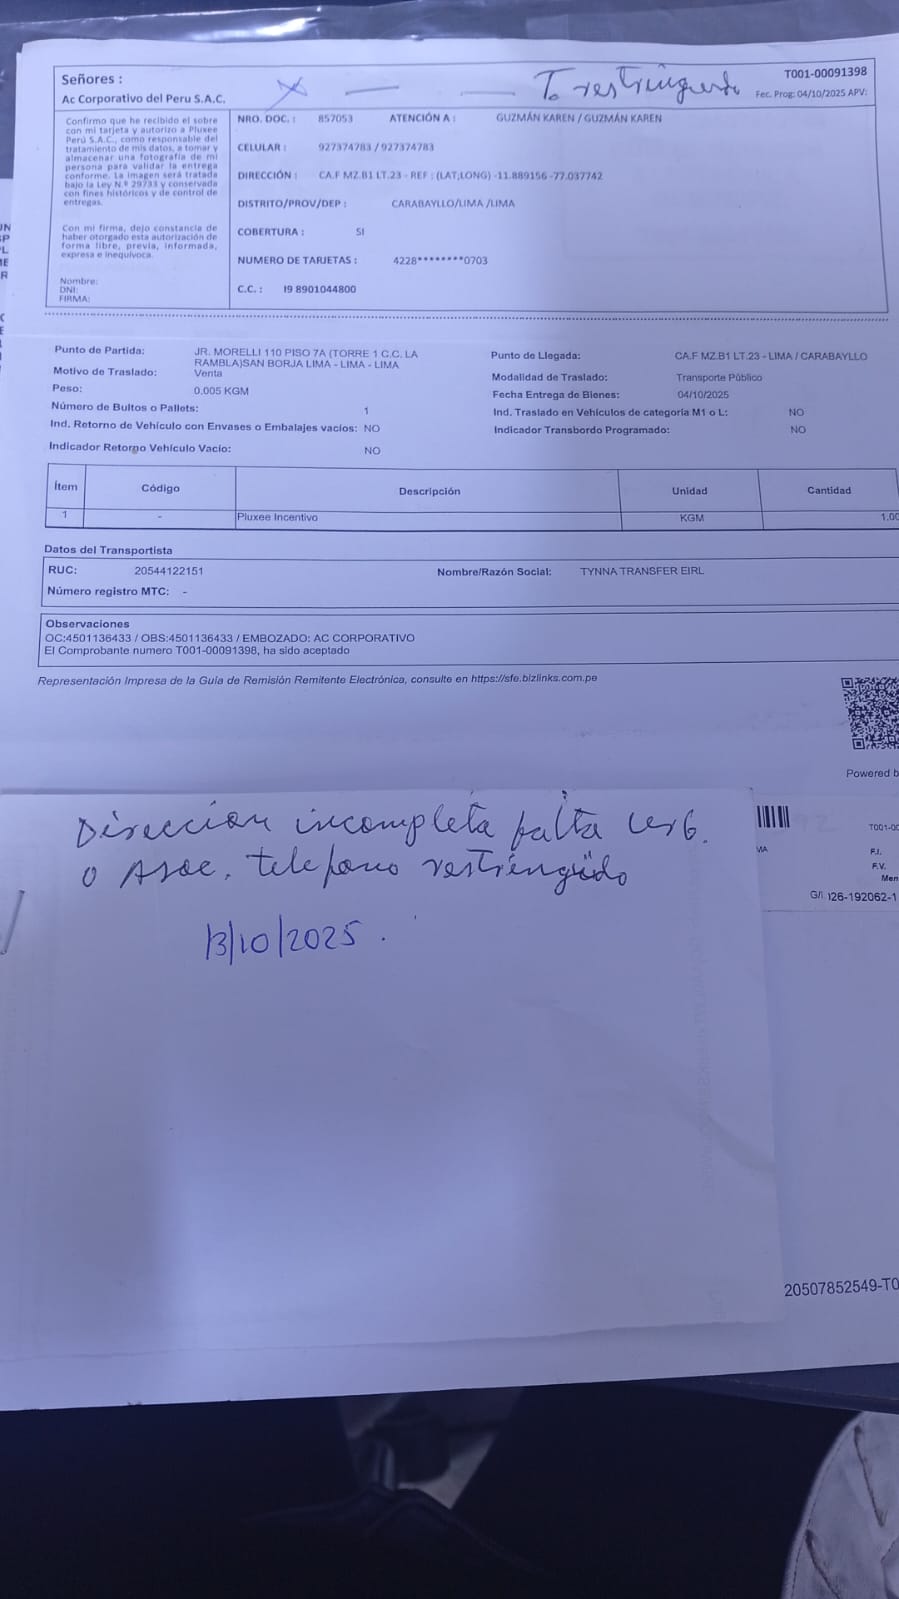 Señores :
Ac Corporativo del Peru S.A.C.
T. restringido
T001-00091398
Fec. Prog: 04/10/2025 APV:
Confirmo que he recibido el sobre
con mi tarjeta y autorizo a Pluxee
Perú S.A.C., como responsable del
tratamiento de mis datos, a tomar y
almacenar una fotografía de mi
persona para validar la entrega
conforme. La imagen será tratada
bajo la Ley N.º 29733 y conservada
con fines históricos y de control de
entregas.
Con mi firma, dejo constancia de
haber otorgado esta autorización de
forma libre, previa, informada,
expresa e inequívoca.
Nombre:
DNI:
FIRMA:
NRO. DOC. : 857053 ATENCIÓN A : GUZMÁN KAREN / GUZMÁN KAREN
CELULAR : 927374783 / 927374783
DIRECCIÓN : CA.F MZ.B1 LT.23 - REF : (LAT;LONG) -11.889156 -77.037742
DISTRITO/PROV/DEP : CARABAYLLO/LIMA /LIMA
COBERTURA : SI
NUMERO DE TARJETAS : 4228********0703
C.C. : I9 8901044800
Punto de Partida: JR. MORELLI 110 PISO 7A (TORRE 1 C.C. LA
RAMBLA)SAN BORJA LIMA - LIMA - LIMA
Motivo de Traslado: Venta
Peso: 0.005 KGM
Número de Bultos o Pallets: 1
Ind. Retorno de Vehículo con Envases o Embalajes vacíos: NO
Indicador Retorno Vehículo Vacío: NO
Punto de Llegada: CA.F MZ.B1 LT.23 - LIMA / CARABAYLLO
Modalidad de Traslado: Transporte Público
Fecha Entrega de Bienes: 04/10/2025
Ind. Traslado en Vehículos de categoría M1 o L: NO
Indicador Transbordo Programado: NO
Ítem Código Descripción Unidad Cantidad
1 - Pluxee Incentivo KGM 1.00
Datos del Transportista
RUC: 20544122151 Nombre/Razón Social: TYNNA TRANSFER EIRL
Número registro MTC: -
Observaciones
OC:4501136433 / OBS:4501136433 / EMBOZADO: AC CORPORATIVO
El Comprobante numero T001-00091398, ha sido aceptado
Representación Impresa de la Guía de Remisión Remitente Electrónica, consulte en https://sfe.bizlinks.com.pe
Powered b
Direccion incompleta falta urb.
o Asoc. telefono restringuido
13/10/2025 .
T001-00
F.I.
F.V.
Men
G/I 026-192062-1
20507852549-T0